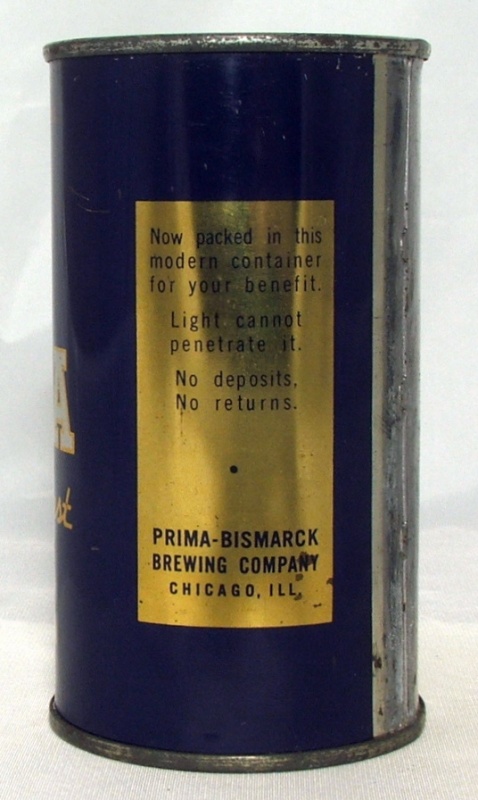 Now packed in this
modern container
for your benefit.
Light cannot
penetrate it.
No deposits,
No returns.
PRIMA-BISMARCK
BREWING COMPANY
CHICAGO, ILL.
A
st